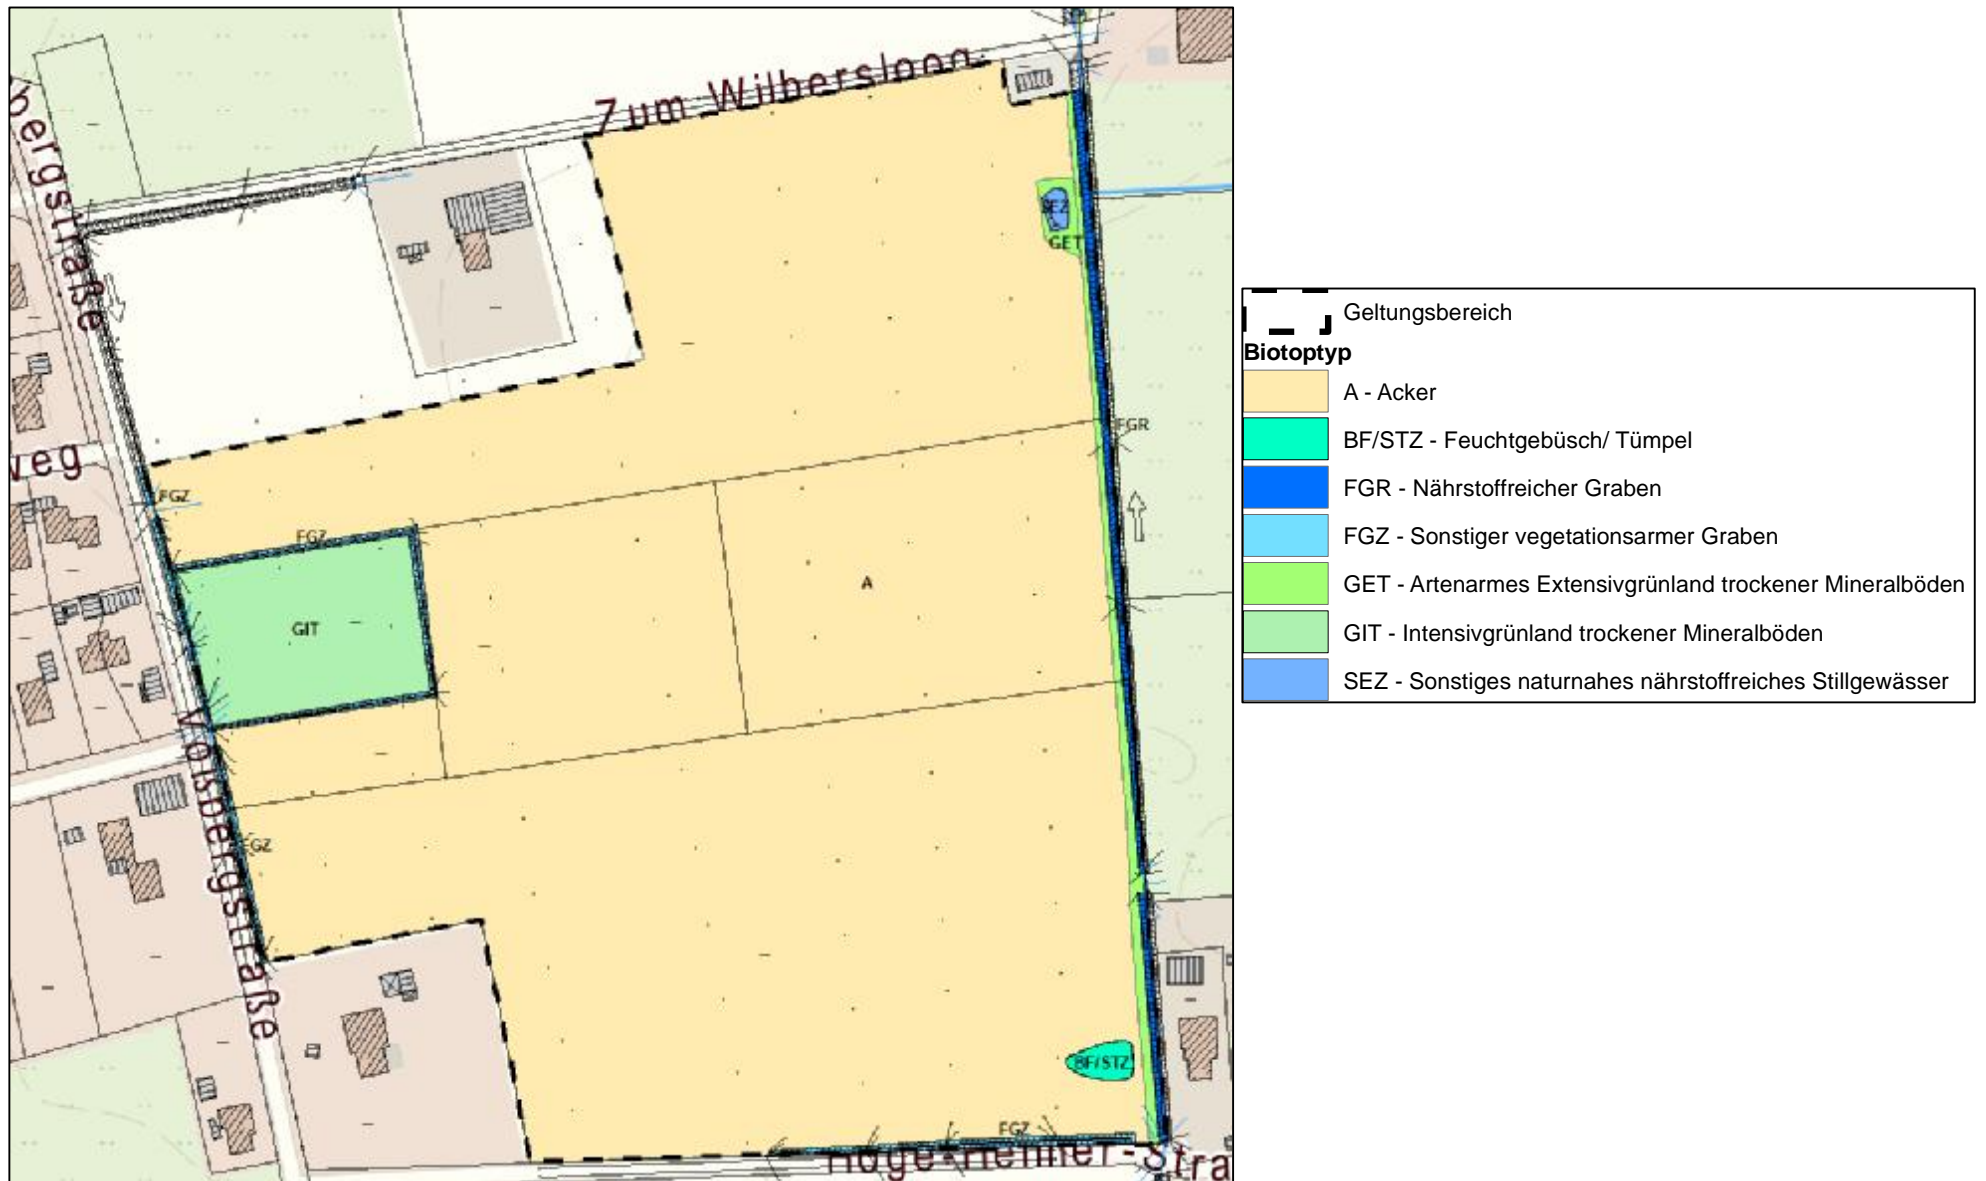 Zum Wilbersloon
bergstraße
SEZ
GET
Geltungsbereich
Biotoptyp
A - Acker
BF/STZ - Feuchtgebüsch/ Tümpel
FGR - Nährstoffreicher Graben
FGZ - Sonstiger vegetationsarmer Graben
GET - Artenarmes Extensivgrünland trockener Mineralböden
GIT - Intensivgrünland trockener Mineralböden
SEZ - Sonstiges naturnahes nährstoffreiches Stillgewässer
FGR
weg
FGZ
FGZ
A
GIT
Voßbergstraße
FGZ
BF/STZ
FGZ